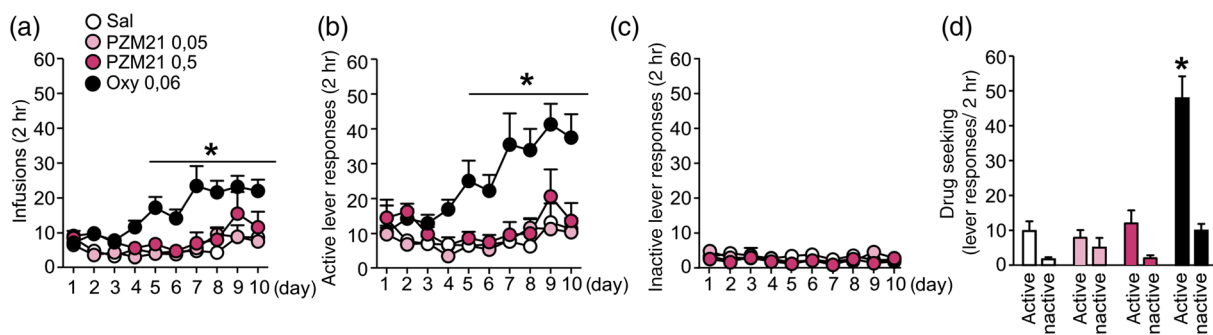 (a)
Sal
PZM21 0,05
PZM21 0,5
Oxy 0,06
Infusions (2 hr)
60
50
40
30
20
10
0
*
1 2 3 4 5 6 7 8 9 10 (day)
(b)
Active lever responses (2 hr)
60
50
40
30
20
10
0
*
1 2 3 4 5 6 7 8 9 10 (day)
(c)
Inactive lever responses (2 hr)
60
50
40
30
20
10
0
1 2 3 4 5 6 7 8 9 10 (day)
(d)
Drug seeking
(lever responses/ 2 hr)
60
50
40
30
20
10
0
*
Active
nactive
Active
nactive
Active
nactive
Active
nactive